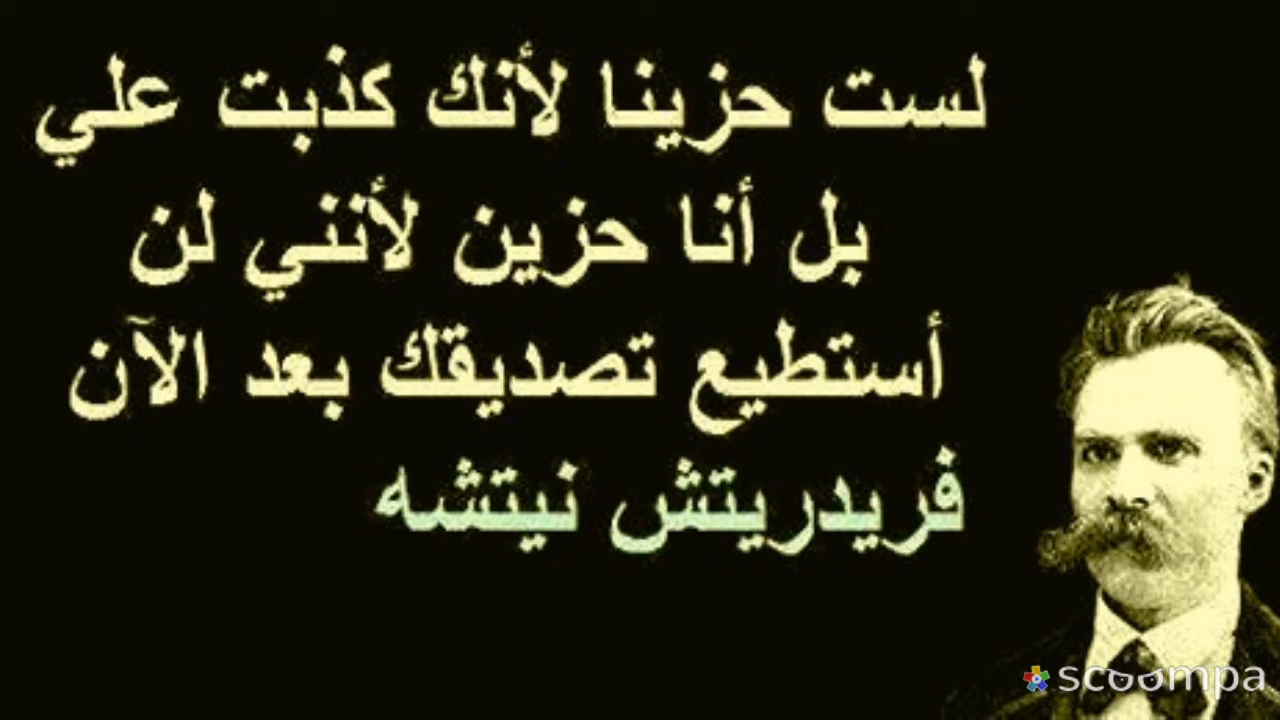 لست حزينا لأنك كذبت علي
بل أنا حزين لأنني لن
أستطيع تصديقك بعد الآن
فريدريتش نيتشه
scoompa